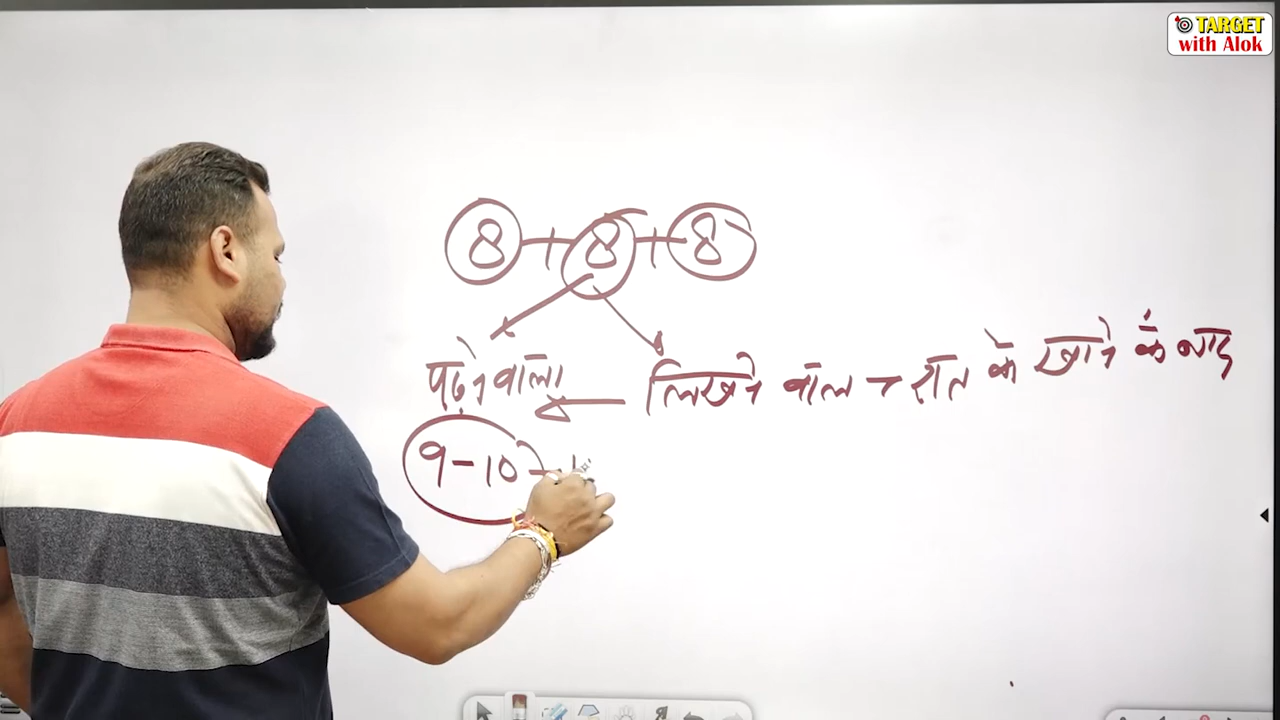 TARGET
with Alok
8 + 8 + 8
पढ़ने वाला
लिखने वाला → रात के खाने के बाद
9-10